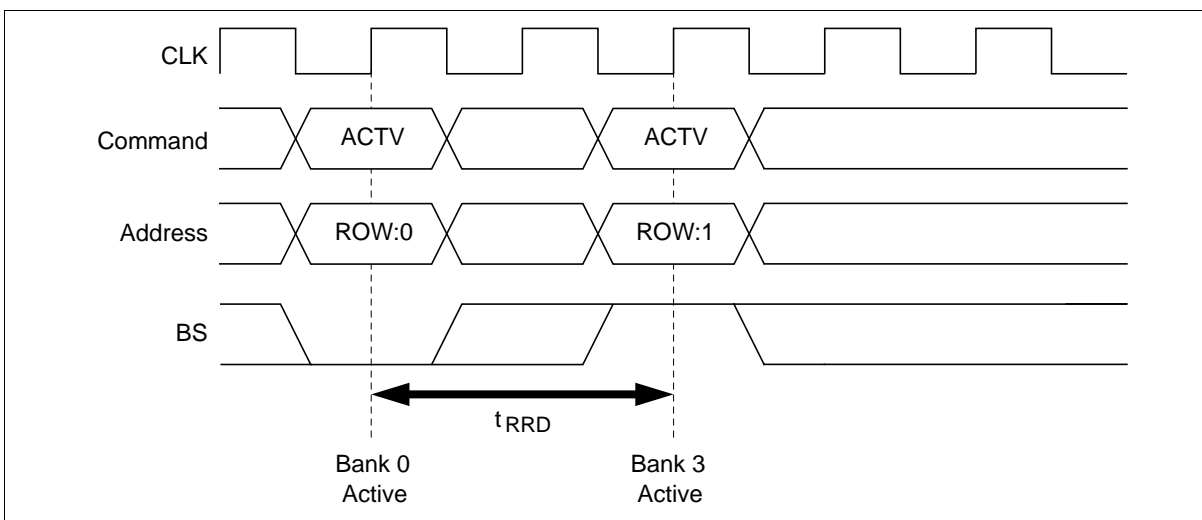 CLK
Command ACTV ACTV
Address ROW:0 ROW:1
BS
tRRD
Bank 0 Bank 3
Active Active